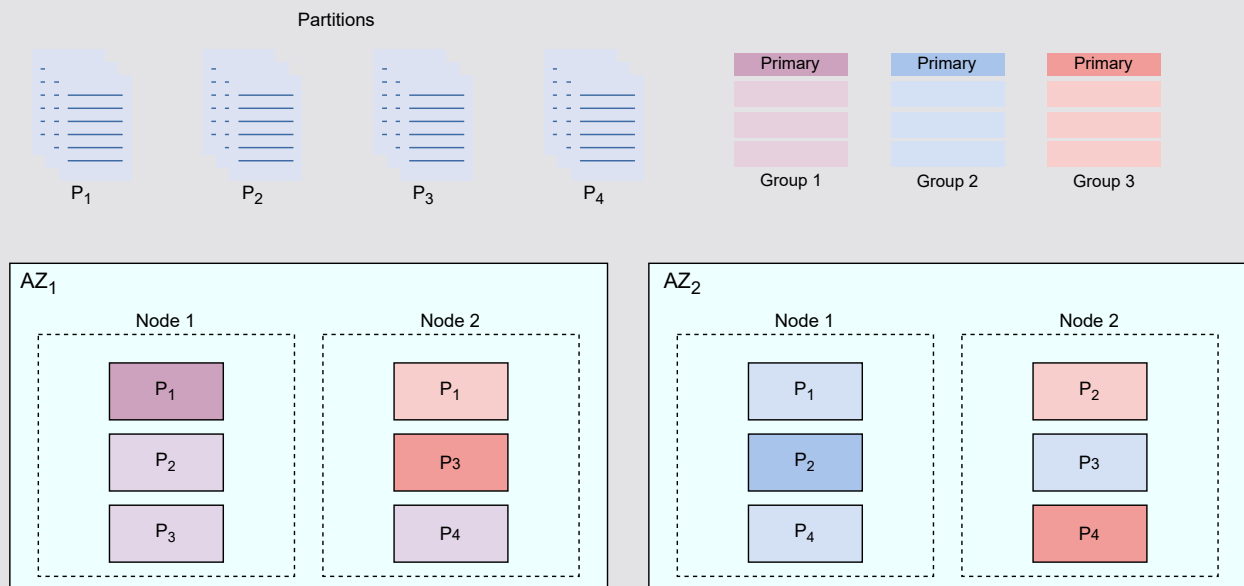 Partitions
P1
P2
P3
P4
Primary
Primary
Primary
Group 1
Group 2
Group 3
AZ1
Node 1
Node 2
P1
P1
P2
P3
P3
P4
AZ2
Node 1
Node 2
P1
P2
P2
P3
P4
P4